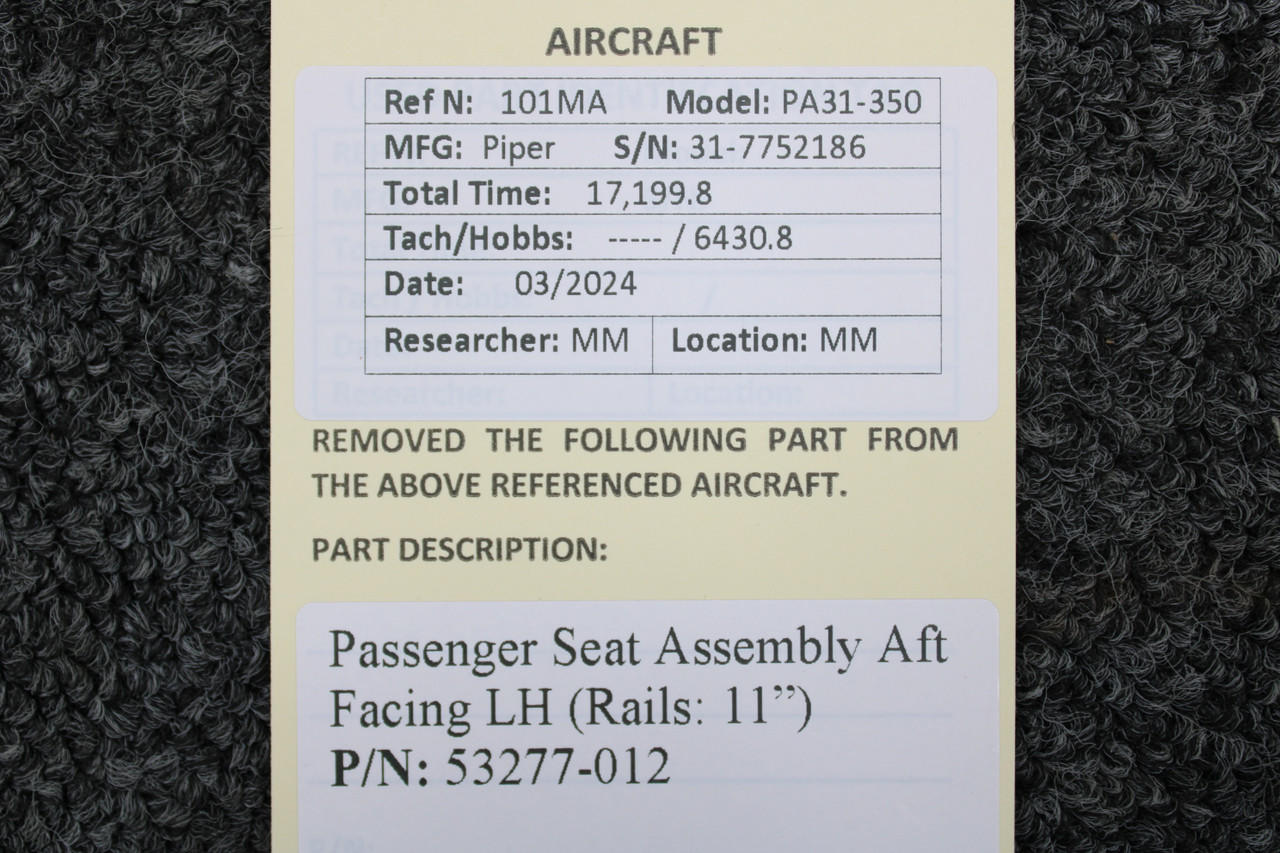 AIRCRAFT
Ref N: 101MA Model: PA31-350
MFG: Piper S/N: 31-7752186
Total Time: 17,199.8
Tach/Hobbs: ----- / 6430.8
Date: 03/2024
Researcher: MM Location: MM
REMOVED THE FOLLOWING PART FROM
THE ABOVE REFERENCED AIRCRAFT.
PART DESCRIPTION:
Passenger Seat Assembly Aft
Facing LH (Rails: 11”)
P/N: 53277-012